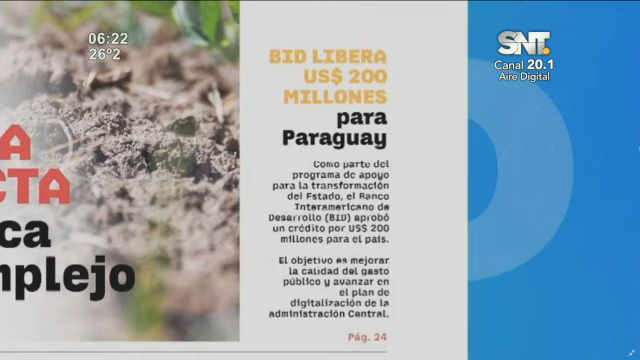 06:22
26°2
SNT.
Canal 20.1
Aire Digital
BID LIBERA
US$ 200
MILLONES
para
Paraguay
Como parte del
programa de apoyo
para la transformación
del Estado, el Banco
Interamericano de
Desarrollo (BID) aprobó
un crédito por US$ 200
millones para el país.
El objetivo es mejorar
la calidad del gasto
público y avanzar en
el plan de
digitalización de la
administración Central.
Pág. 24
A
CTA
ca
mplejo